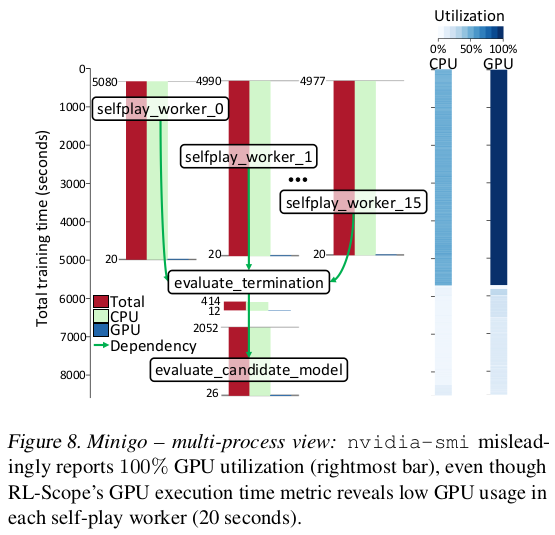 Utilization
0% 50% 100%
CPU GPU
0
1000
2000
3000
4000
5000
6000
7000
8000
Total training time (seconds)
5080
4990
4977
selfplay_worker_0
selfplay_worker_1
•••
selfplay_worker_15
20
20
20
evaluate_termination
414
12
2052
Total
CPU
GPU
Dependency
evaluate_candidate_model
26
Figure 8. Minigo – multi-process view: nvidia-smi mislead-
ingly reports 100% GPU utilization (rightmost bar), even though
RL-Scope's GPU execution time metric reveals low GPU usage in
each self-play worker (20 seconds).